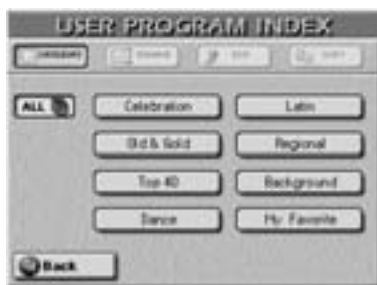 USER PROGRAM INDEX
ALL
Celebration
Latin
Old & Gold
Regional
Top 40
Background
Dance
My Favorite
Back